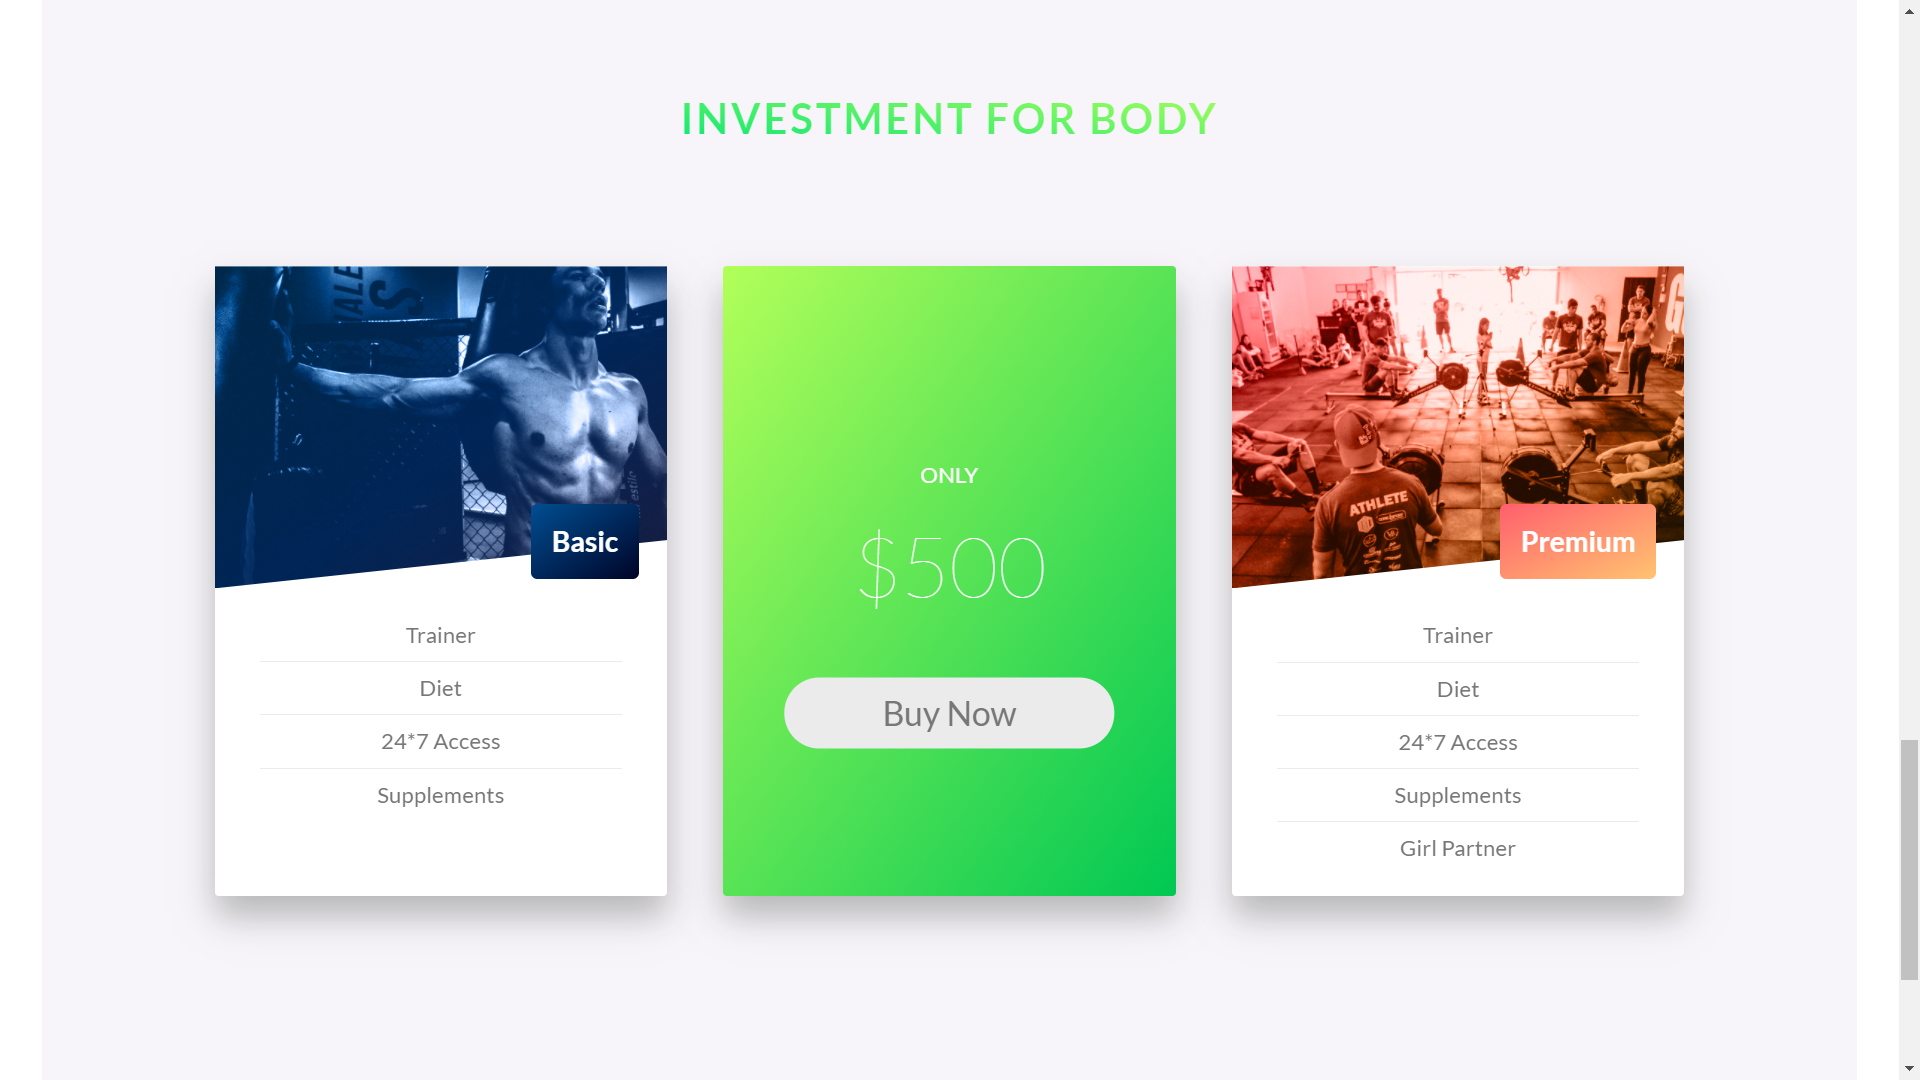 INVESTMENT FOR BODY
Basic
Trainer
Diet
24*7 Access
Supplements
ONLY
$500
Buy Now
ATHLETE
Premium
Trainer
Diet
24*7 Access
Supplements
Girl Partner